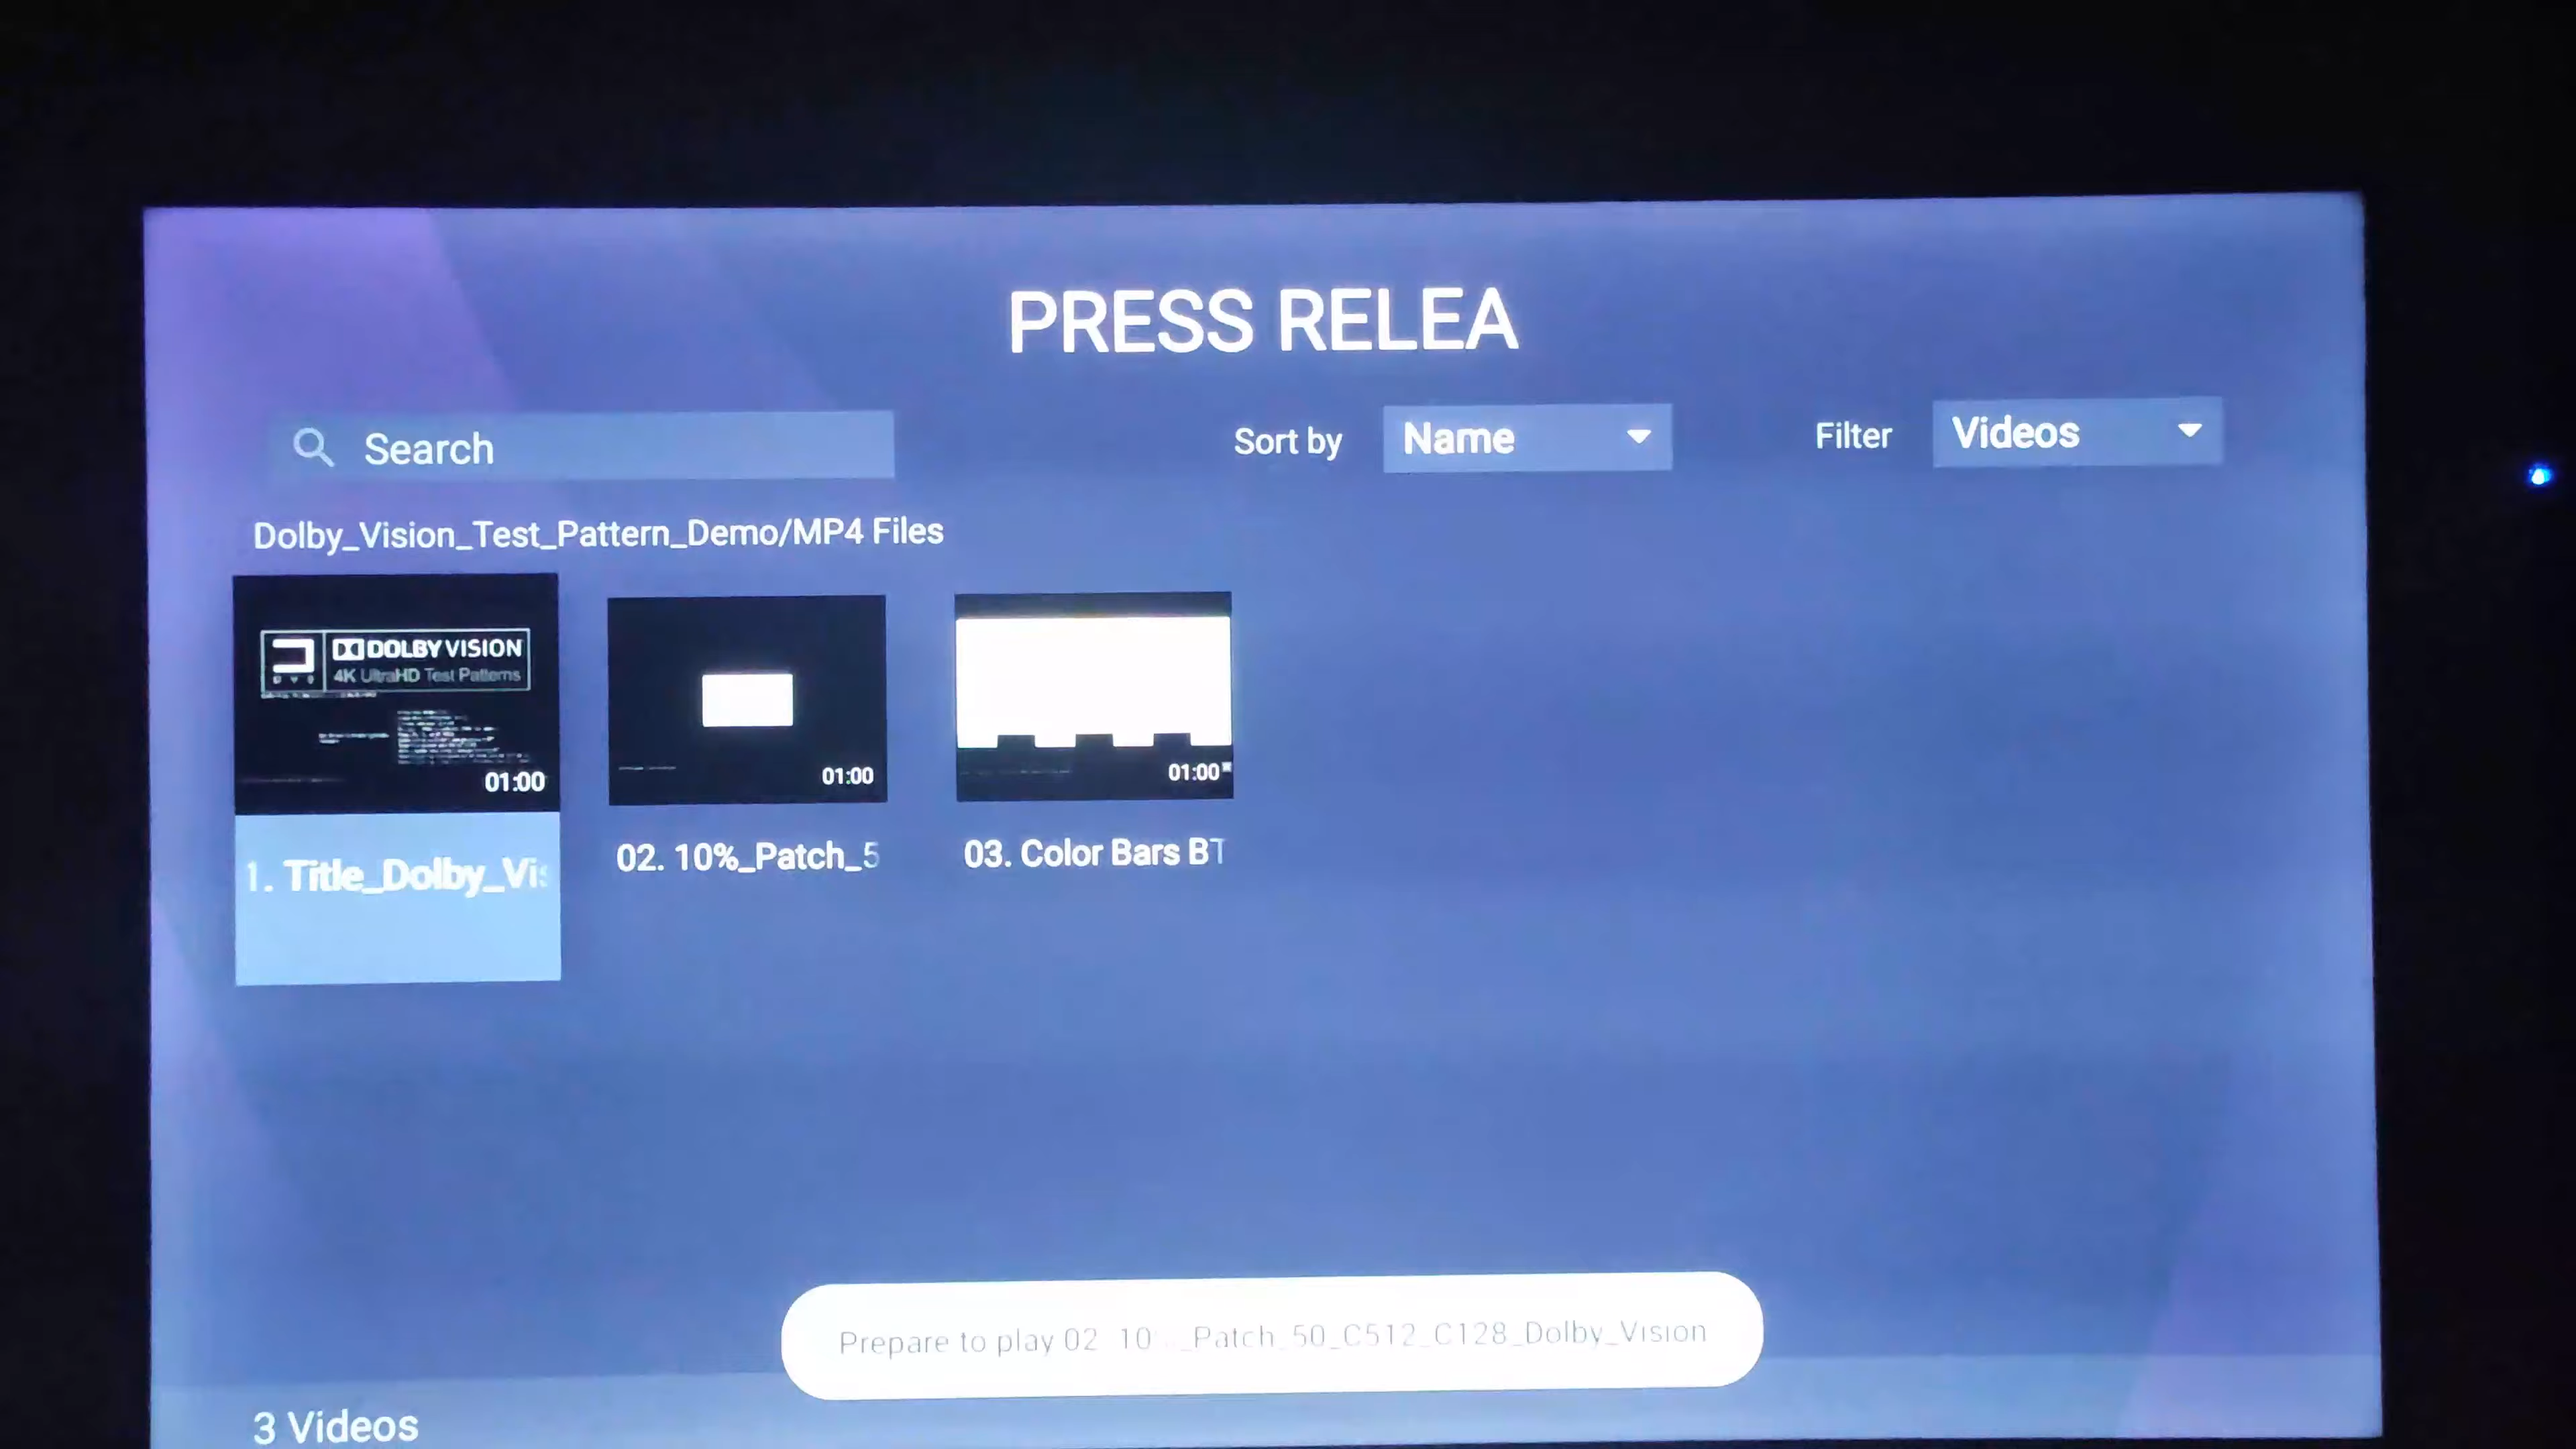 PRESS RELEA
Search
Sort by
Name
Filter
Videos
Dolby_Vision_Test_Pattern_Demo/MP4 Files
DOLBY VISION
4K UltraHD Test Patterns
01:00
01:00
01:00
1. Title_Dolby_Vis
02. 10%_Patch_5
03. Color Bars BT
Prepare to play 02 10 _Patch_50_C512_C128_Dolby_Vision
3 Videos